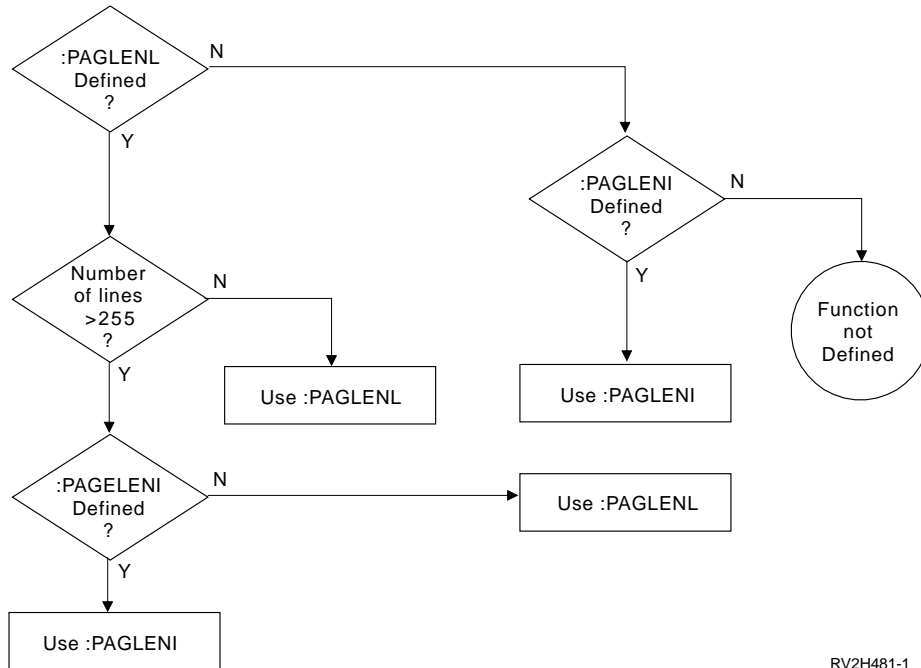 :PAGLENL
Defined
?
N
Y
:PAGLENI
Defined
?
N
Y
Number
of lines
>255
?
N
Y
Function
not
Defined
Use :PAGLENL
Use :PAGLENI
:PAGELENI
Defined
?
N
Y
Use :PAGLENL
Use :PAGLENI
RV2H481-1